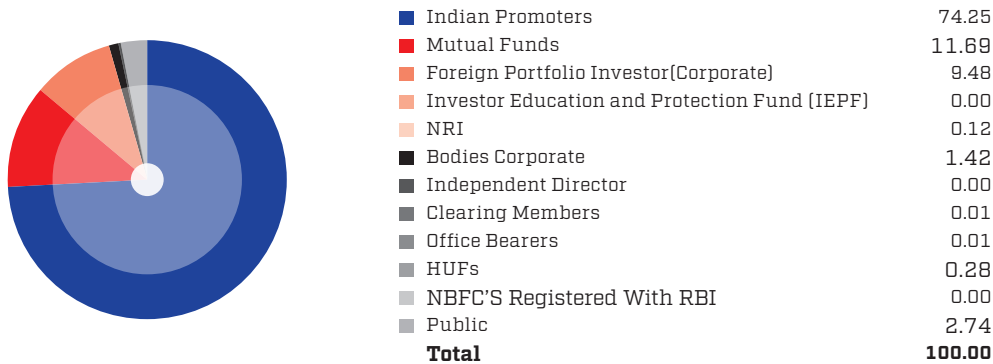 Indian Promoters 74.25
Mutual Funds 11.69
Foreign Portfolio Investor(Corporate) 9.48
Investor Education and Protection Fund (IEPF) 0.00
NRI 0.12
Bodies Corporate 1.42
Independent Director 0.00
Clearing Members 0.01
Office Bearers 0.01
HUFs 0.28
NBFC'S Registered With RBI 0.00
Public 2.74
Total 100.00